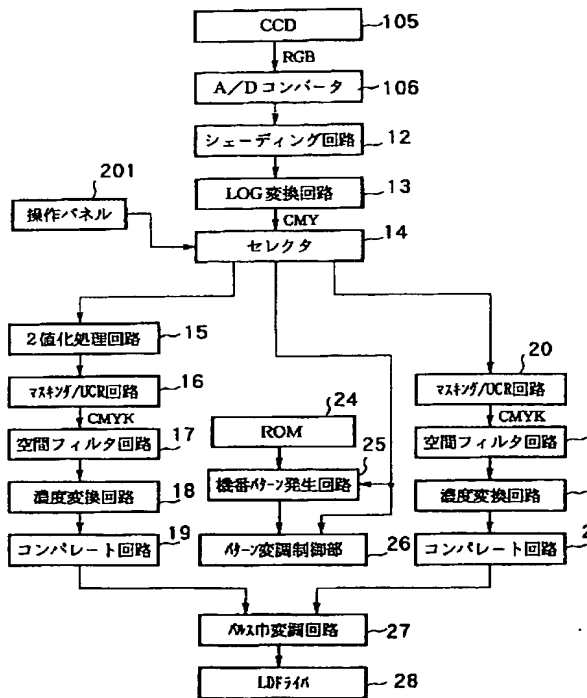 CCD
105
RGB
A/Dコンバータ
106
シェーディング回路
12
201
LOG変換回路
13
操作パネル
CMY
セレクタ
14
2値化処理回路
15
マスキング/UCR回路
16
CMYK
空間フィルタ回路
17
濃度変換回路
18
コンパレート回路
19
24
ROM
25
機番パターン発生回路
パターン変調制御部
26
20
マスキング/UCR回路
CMYK
空間フィルタ回路
濃度変換回路
コンパレート回路
パルス巾変調回路
27
LDドライバ
28